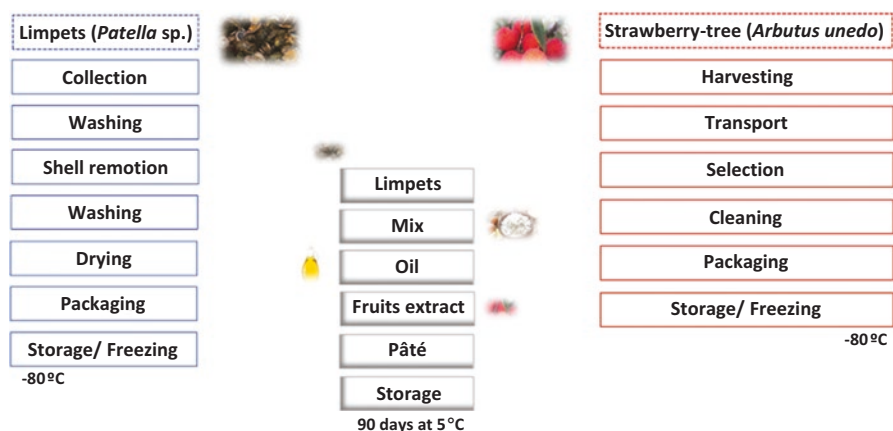 Limpets (Patella sp.)
Collection
Washing
Shell remotion
Washing
Drying
Packaging
Storage/ Freezing
-80ºC
Limpets
Mix
Oil
Fruits extract
Pâté
Storage
90 days at 5°C
Strawberry-tree (Arbutus unedo)
Harvesting
Transport
Selection
Cleaning
Packaging
Storage/ Freezing
-80ºC